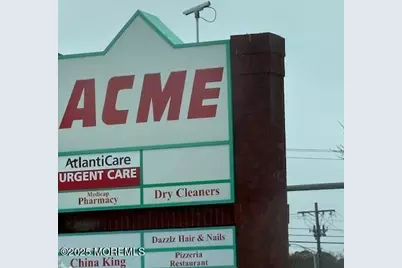 ACME
AtlantiCare
URGENT CARE
Medicap
Pharmacy
Dry Cleaners
Dazzlz Hair & Nails
China King
Pizzeria
Restaurant
©2025 MOREMLS